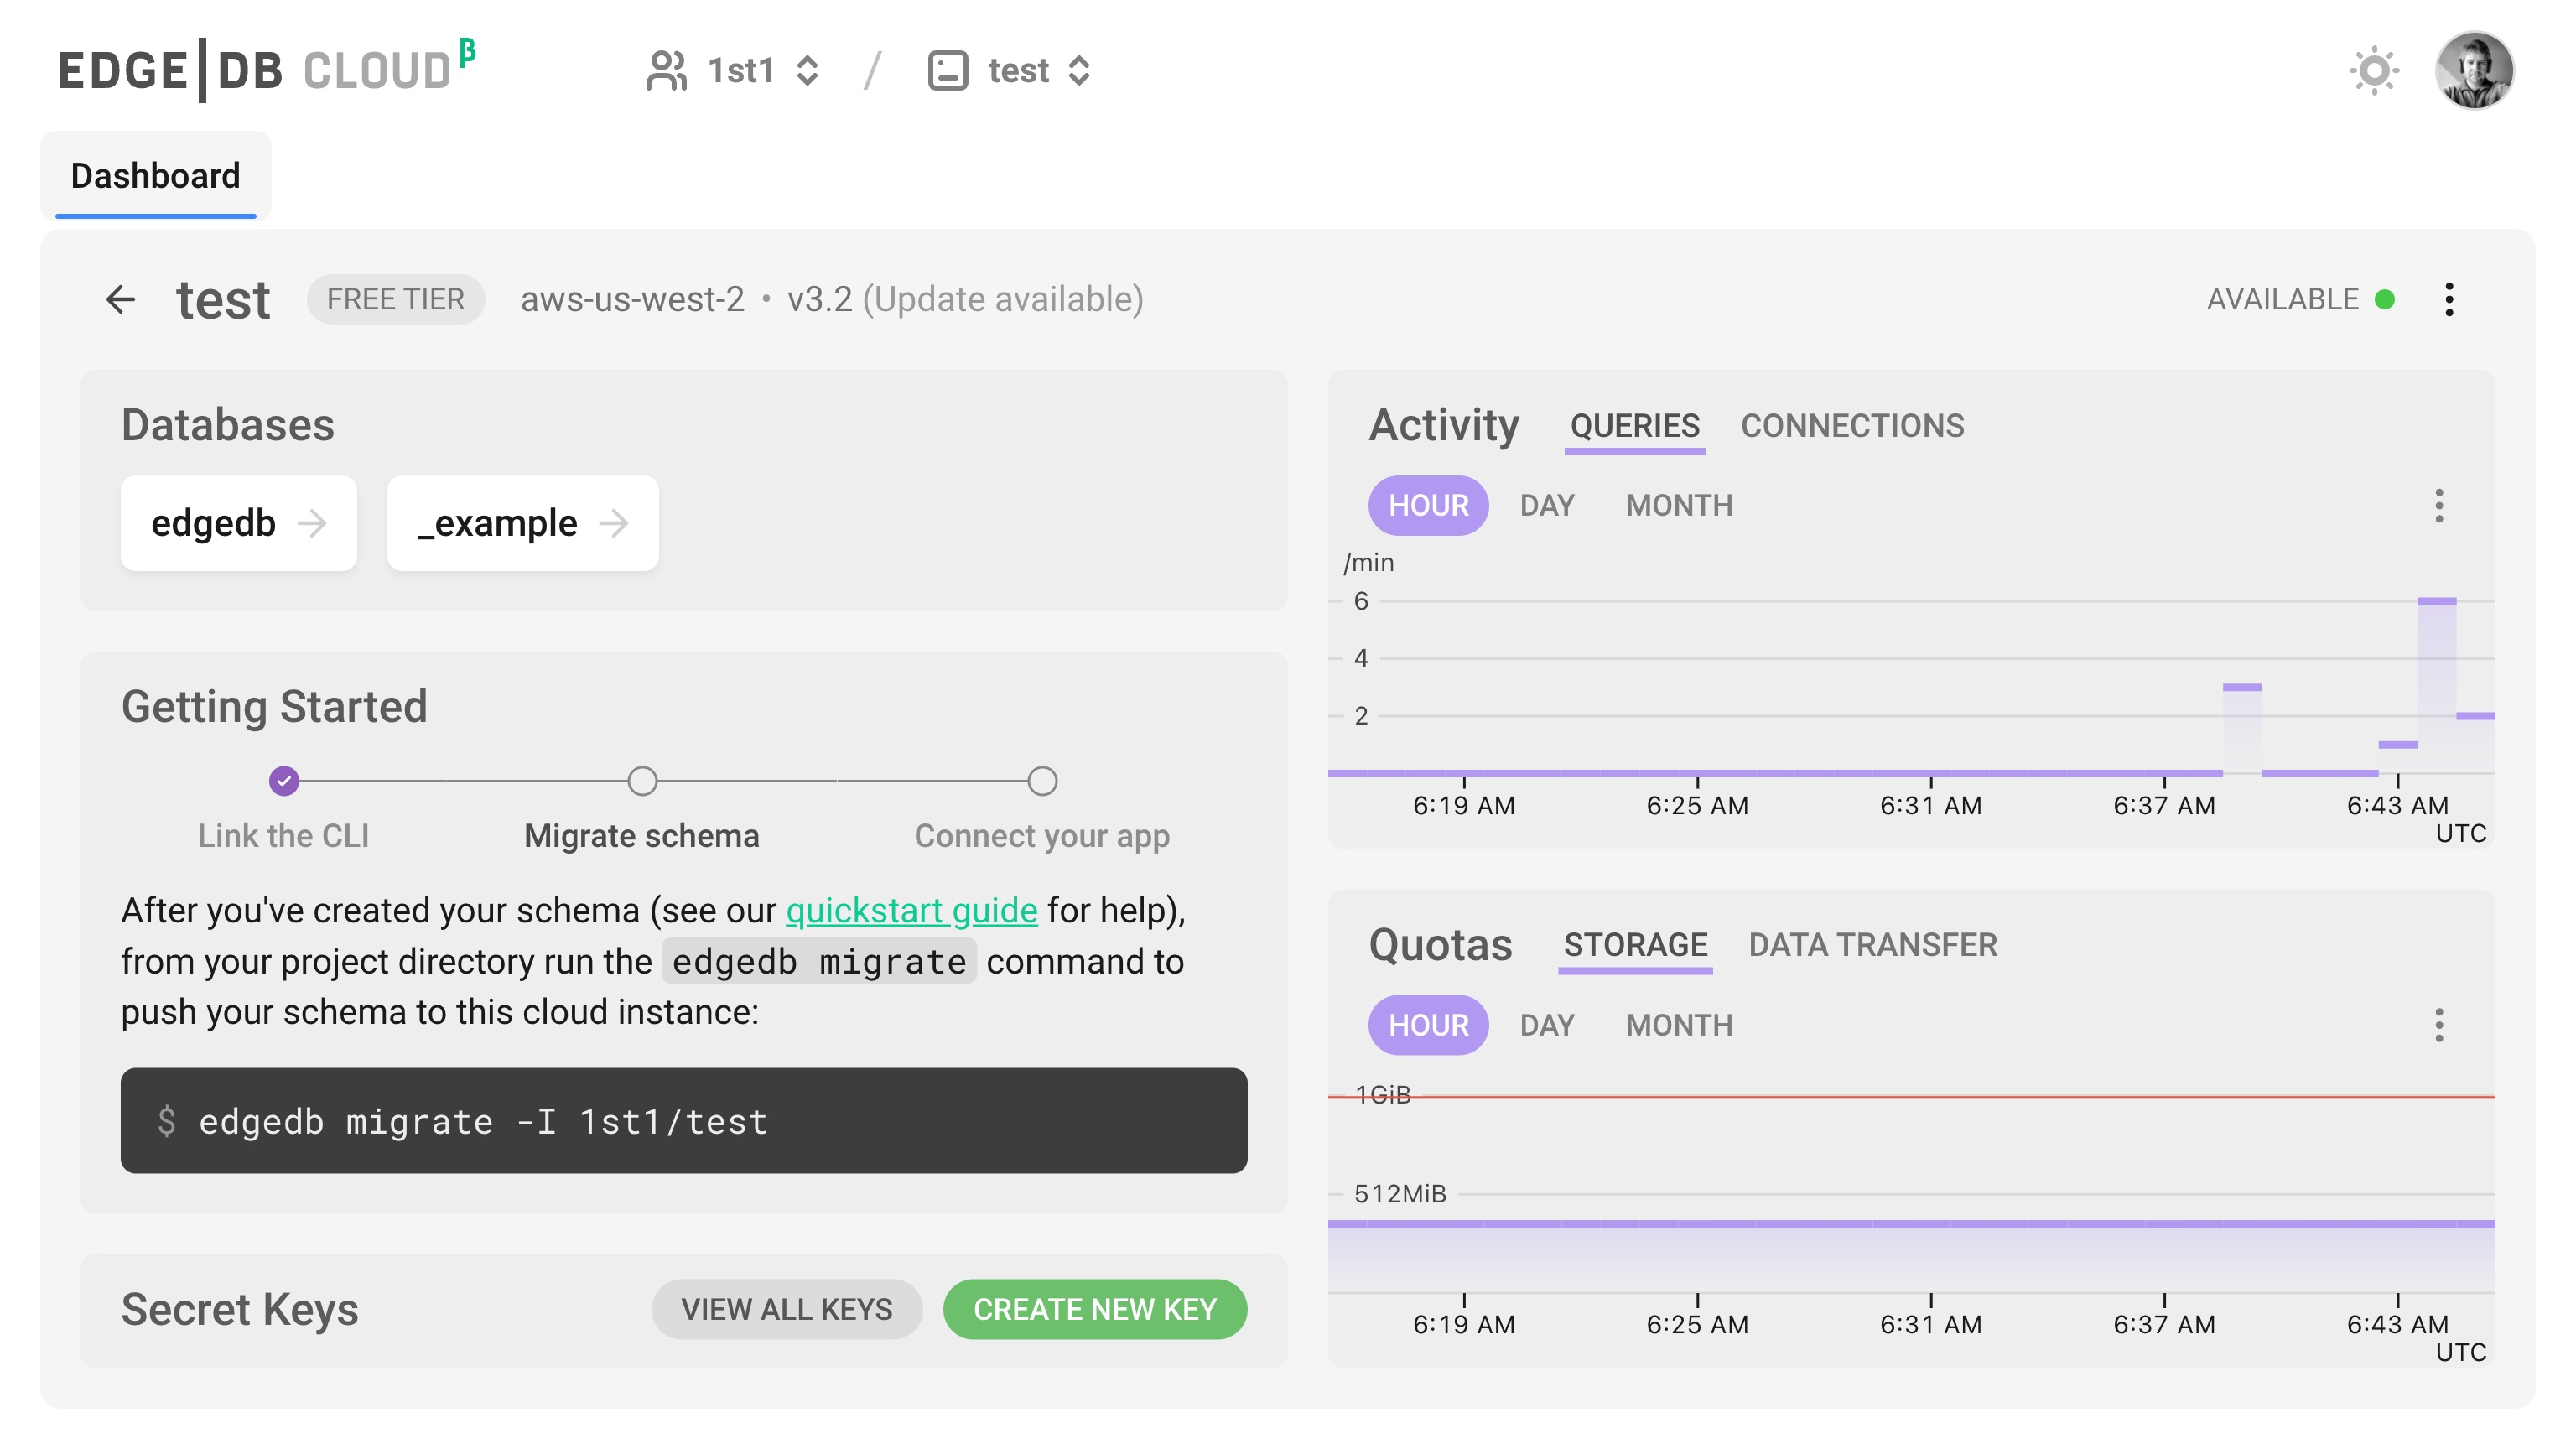 EDGE|DB CLOUD β
1st1 / test
Dashboard
test FREE TIER aws-us-west-2 • v3.2 (Update available) AVAILABLE
Databases
edgedb → _example →
Getting Started
Link the CLI Migrate schema Connect your app
After you've created your schema (see our quickstart guide for help),
from your project directory run the edgedb migrate command to
push your schema to this cloud instance:
$ edgedb migrate -I 1st1/test
Secret Keys VIEW ALL KEYS CREATE NEW KEY
Activity QUERIES CONNECTIONS
HOUR DAY MONTH
/min
6
4
2
6:19 AM 6:25 AM 6:31 AM 6:37 AM 6:43 AM
UTC
Quotas STORAGE DATA TRANSFER
HOUR DAY MONTH
1GiB
512MiB
6:19 AM 6:25 AM 6:31 AM 6:37 AM 6:43 AM
UTC